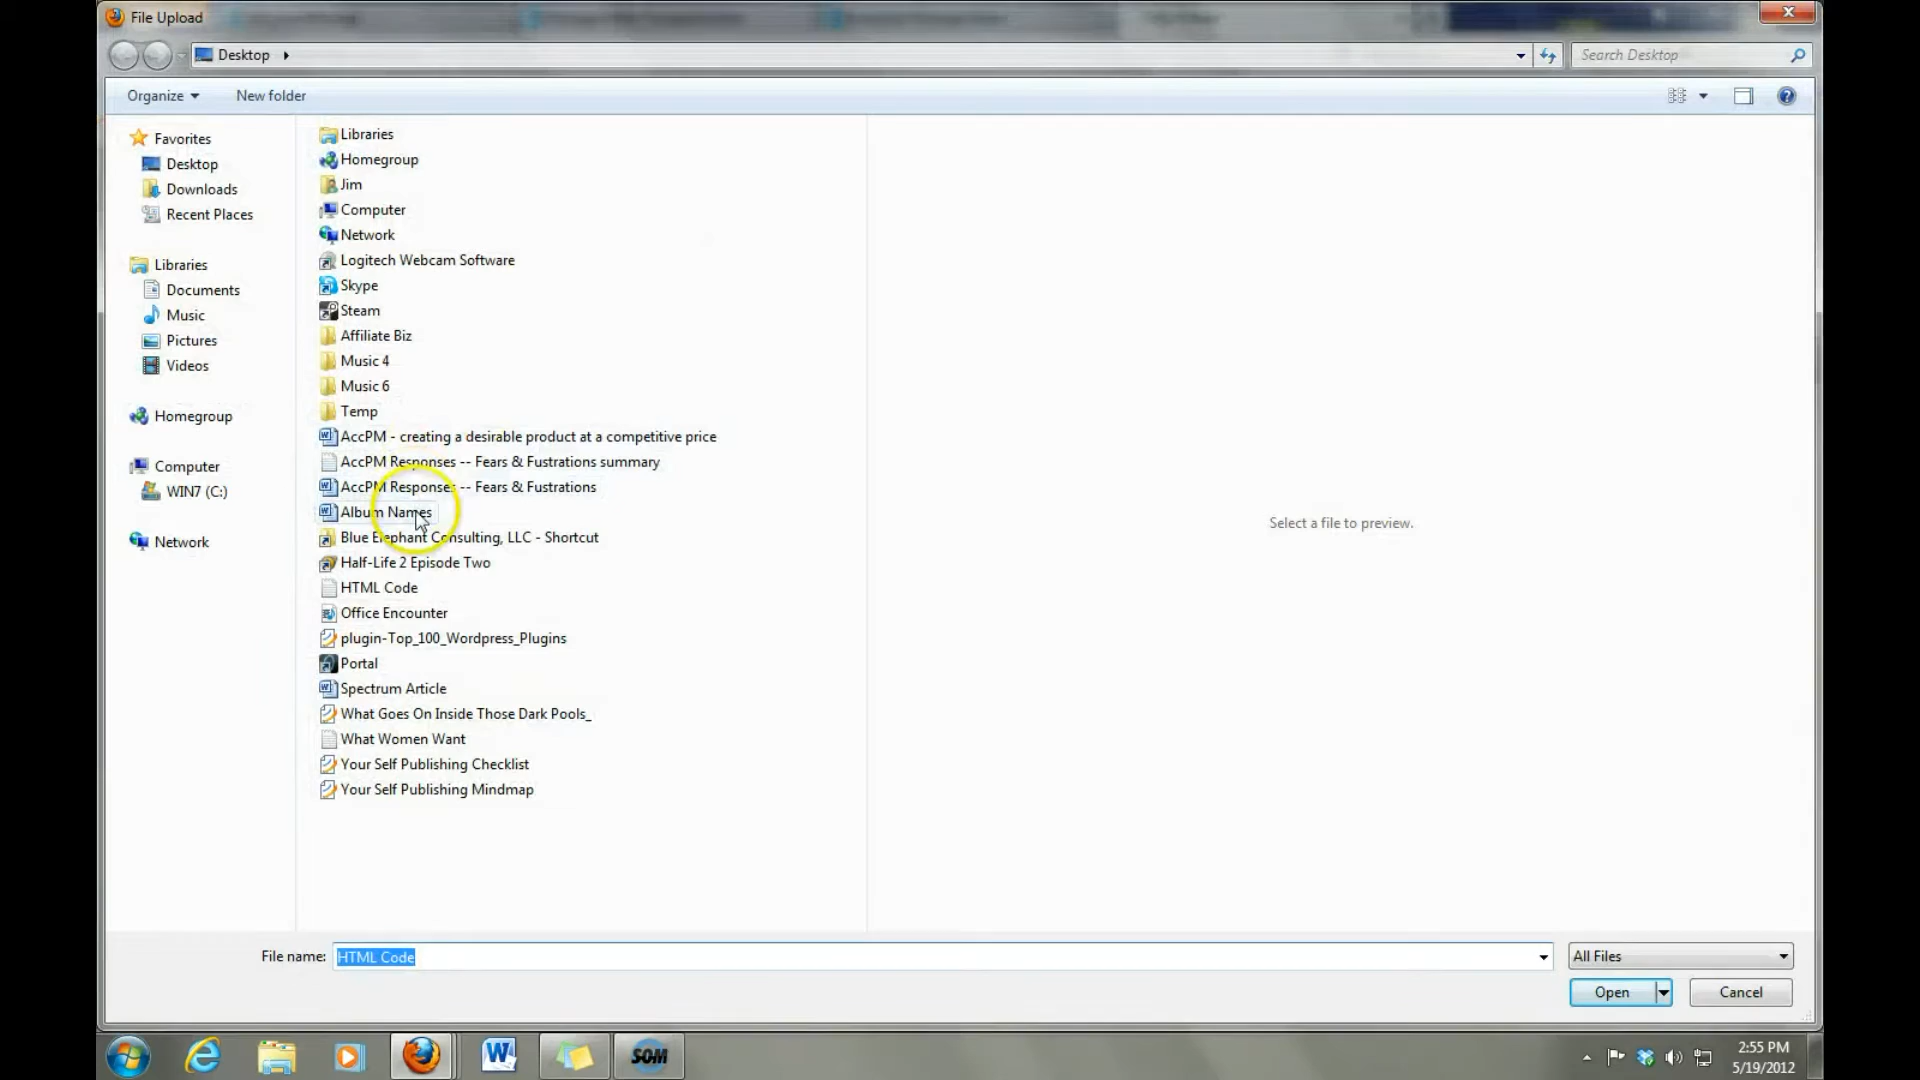 File Upload
Desktop
Search Desktop
Organize
New folder
Favorites
Desktop
Downloads
Recent Places
Libraries
Documents
Music
Pictures
Videos
Homegroup
Computer
WIN7 (C:)
Network
Libraries
Homegroup
Jim
Computer
Network
Logitech Webcam Software
Skype
Steam
Affiliate Biz
Music 4
Music 6
Temp
AccPM - creating a desirable product at a competitive price
AccPM Responses -- Fears & Fustrations summary
AccPM Responses -- Fears & Fustrations
Album Names
Blue Elephant Consulting, LLC - Shortcut
Half-Life 2 Episode Two
HTML Code
Office Encounter
plugin-Top_100_Wordpress_Plugins
Portal
Spectrum Article
What Goes On Inside Those Dark Pools_
What Women Want
Your Self Publishing Checklist
Your Self Publishing Mindmap
Select a file to preview.
File name: HTML Code
All Files
Open
Cancel
SOM
2:55 PM
5/19/2012